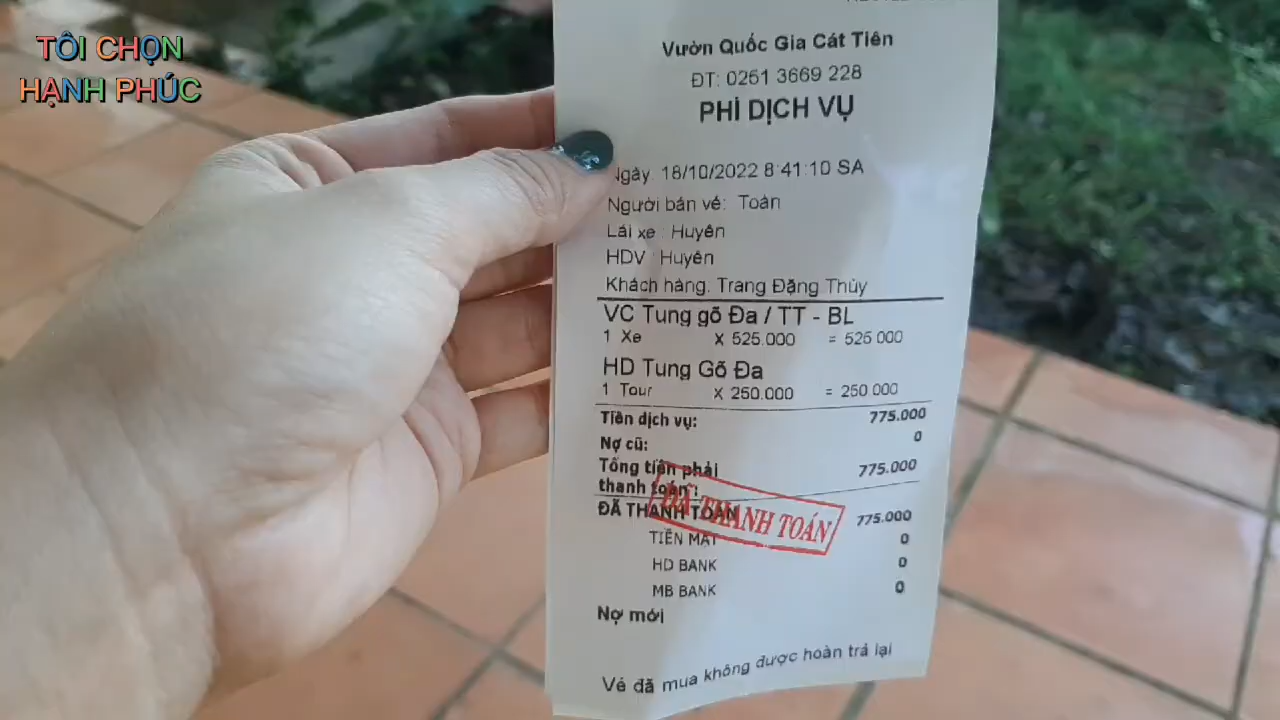 TÔI CHỌN
HẠNH PHÚC
Vườn Quốc Gia Cát Tiên
ĐT: 0251 3669 228
PHÍ DỊCH VỤ
Ngày 18/10/2022 8:41:10 SA
Người bán vé: Toàn
Lái xe : Huyên
HDV : Huyên
Khách hàng: Trang Đặng Thùy
VC Tung gõ Đa / TT - BL
1 Xe X 525.000 = 525 000
HD Tung Gõ Đa
1 Tour X 250.000 = 250 000
Tiền dịch vụ: 775.000
Nợ cũ: 0
Tổng tiền phải
thanh toán : 775.000
ĐÃ THANH TOÁN 775.000
ĐÃ THANH TOÁN
TIỀN MẶT 0
HD BANK 0
MB BANK 0
Nợ mới
Vé đã mua không được hoàn trả lại